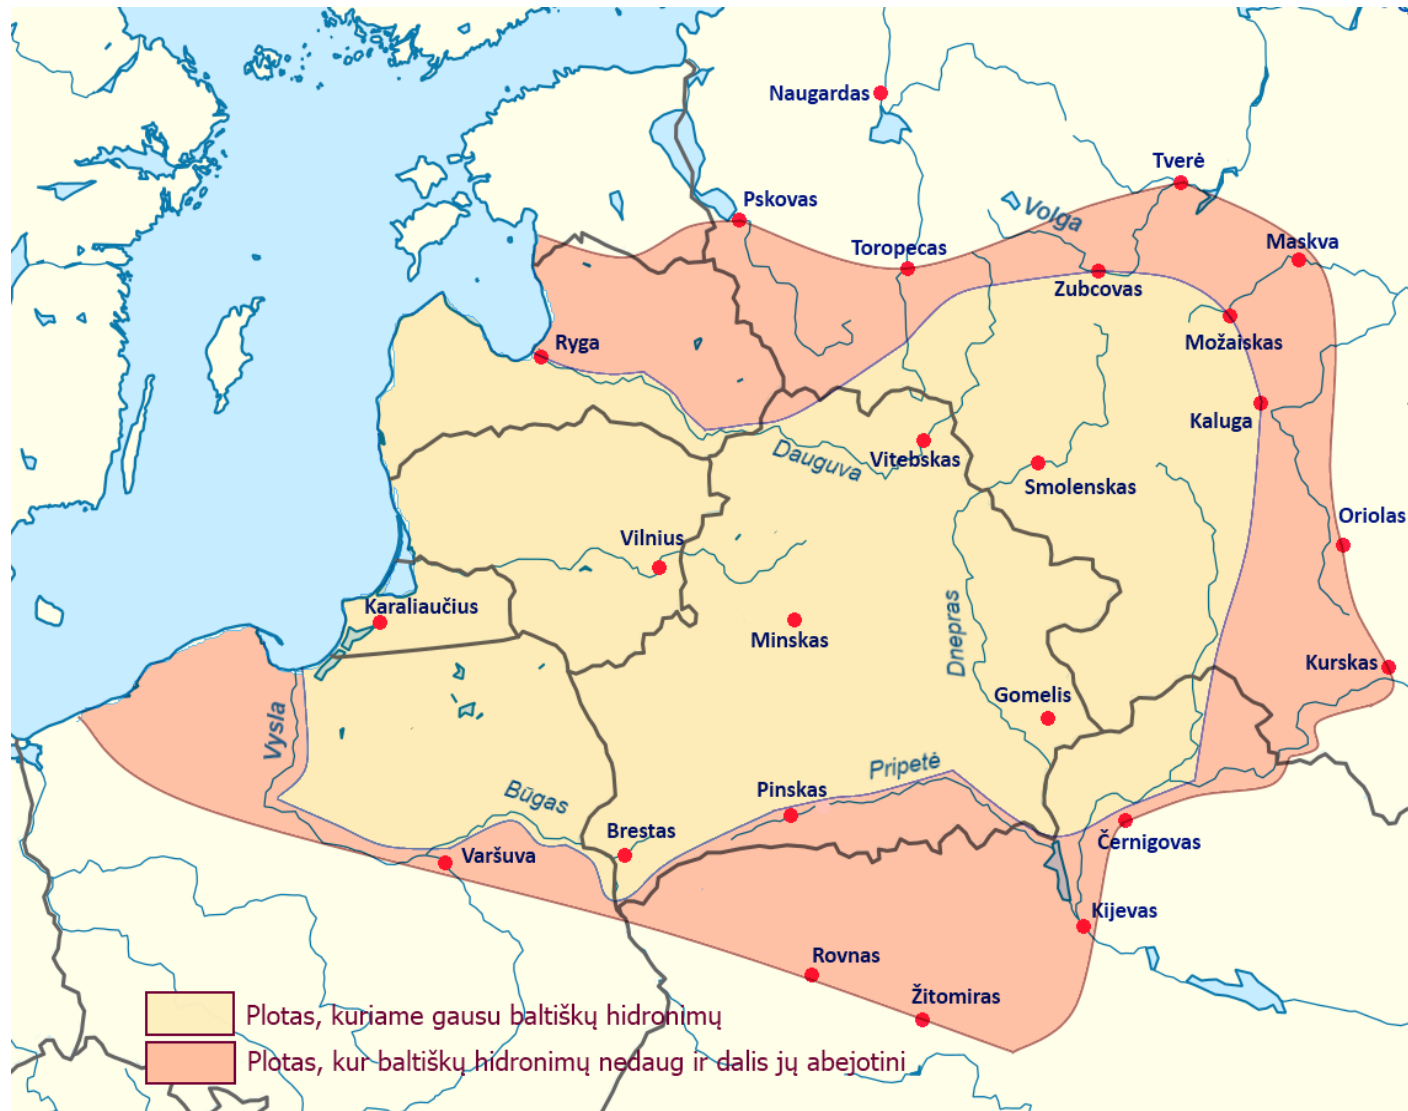 Naugardas
Tverė
Pskovas
Volga
Toropecas
Maskva
Zubcovas
Ryga
Možaiskas
Kaluga
Dauguva
Vitebskas
Smolenskas
Oriolas
Vilnius
Karaliaučius
Minskas
Dnepras
Kurskas
Gomelis
Vysla
Pripetė
Būgas
Pinskas
Brestas
Černigovas
Varšuva
Kijevas
Rovnas
Žitomiras
Plotas, kuriame gausu baltiškų hidronimų
Plotas, kur baltiškų hidronimų nedaug ir dalis jų abejotini